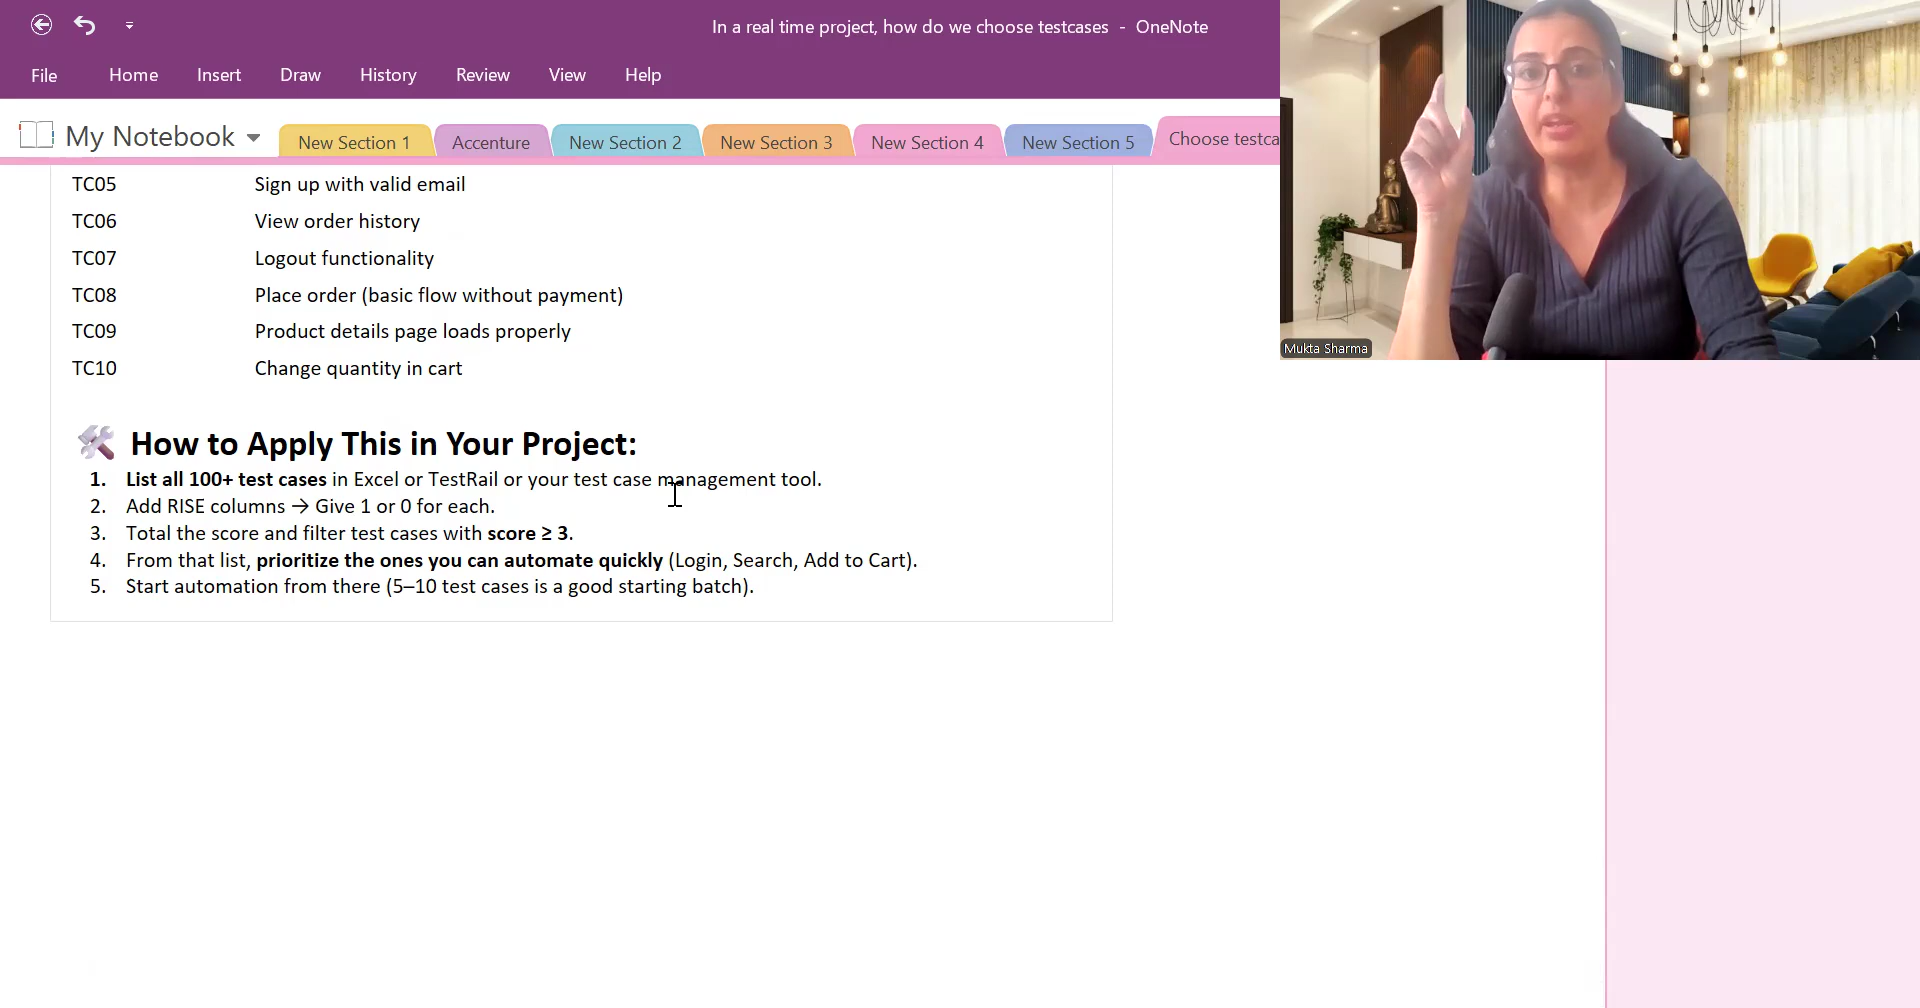 In a real time project, how do we choose testcases - OneNote
File Home Insert Draw History Review View Help
My Notebook New Section 1 Accenture New Section 2 New Section 3 New Section 4 New Section 5 Choose testca
TC05 Sign up with valid email
TC06 View order history
TC07 Logout functionality
TC08 Place order (basic flow without payment)
TC09 Product details page loads properly
TC10 Change quantity in cart
How to Apply This in Your Project:
1. List all 100+ test cases in Excel or TestRail or your test case management tool.
2. Add RISE columns → Give 1 or 0 for each.
3. Total the score and filter test cases with score ≥ 3.
4. From that list, prioritize the ones you can automate quickly (Login, Search, Add to Cart).
5. Start automation from there (5–10 test cases is a good starting batch).
Mukta Sharma